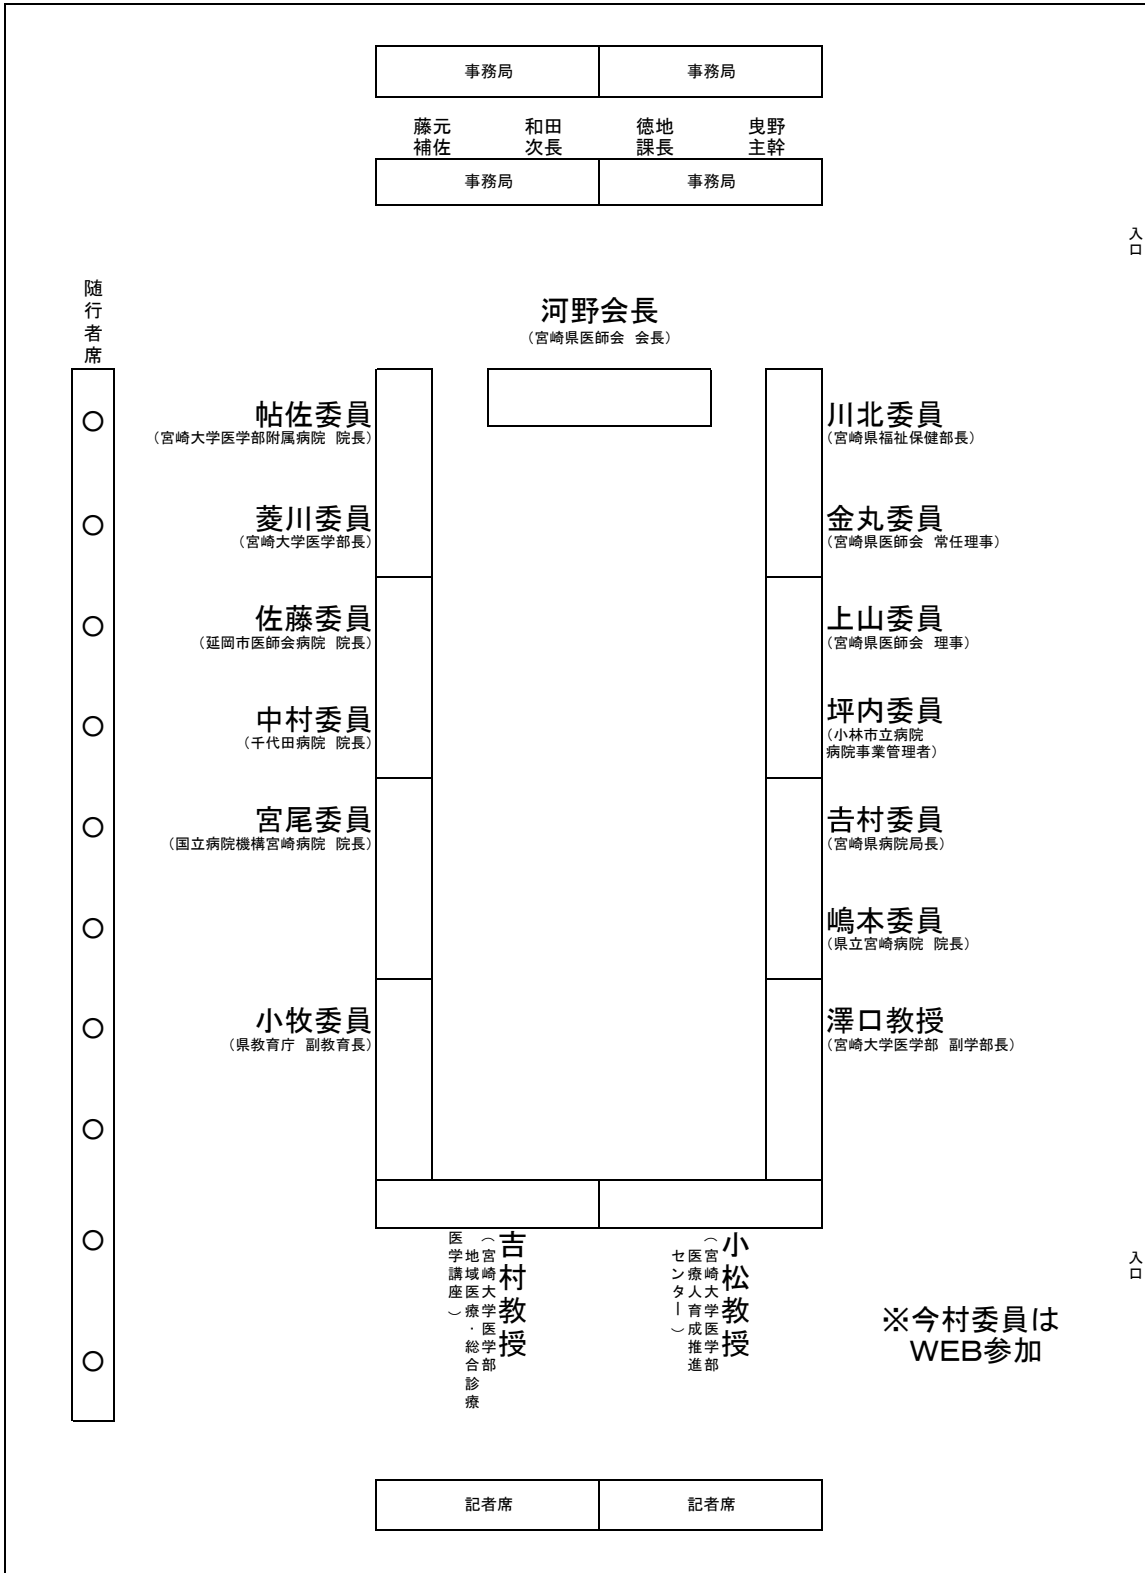 事務局
事務局
藤元
補佐
和田
次長
徳地
課長
曳野
主幹
事務局
事務局
入口
随行者席
河野会長
（宮崎県医師会 会長）
帖佐委員
（宮崎大学医学部附属病院 院長）
川北委員
（宮崎県福祉保健部長）
菱川委員
（宮崎大学医学部長）
金丸委員
（宮崎県医師会 常任理事）
佐藤委員
（延岡市医師会病院 院長）
上山委員
（宮崎県医師会 理事）
中村委員
（千代田病院 院長）
坪内委員
（小林市立病院
病院事業管理者）
宮尾委員
（国立病院機構宮崎病院 院長）
𠮷村委員
（宮崎県病院局長）
嶋本委員
（県立宮崎病院 院長）
小牧委員
（県教育庁 副教育長）
澤口教授
（宮崎大学医学部 副学部長）
吉村教授
（宮崎大学医学部
地域医療・総合診療
医学講座）
小松教授
（宮崎大学医学部
医療人育成推進
センター）
入口
※今村委員は
WEB参加
記者席
記者席